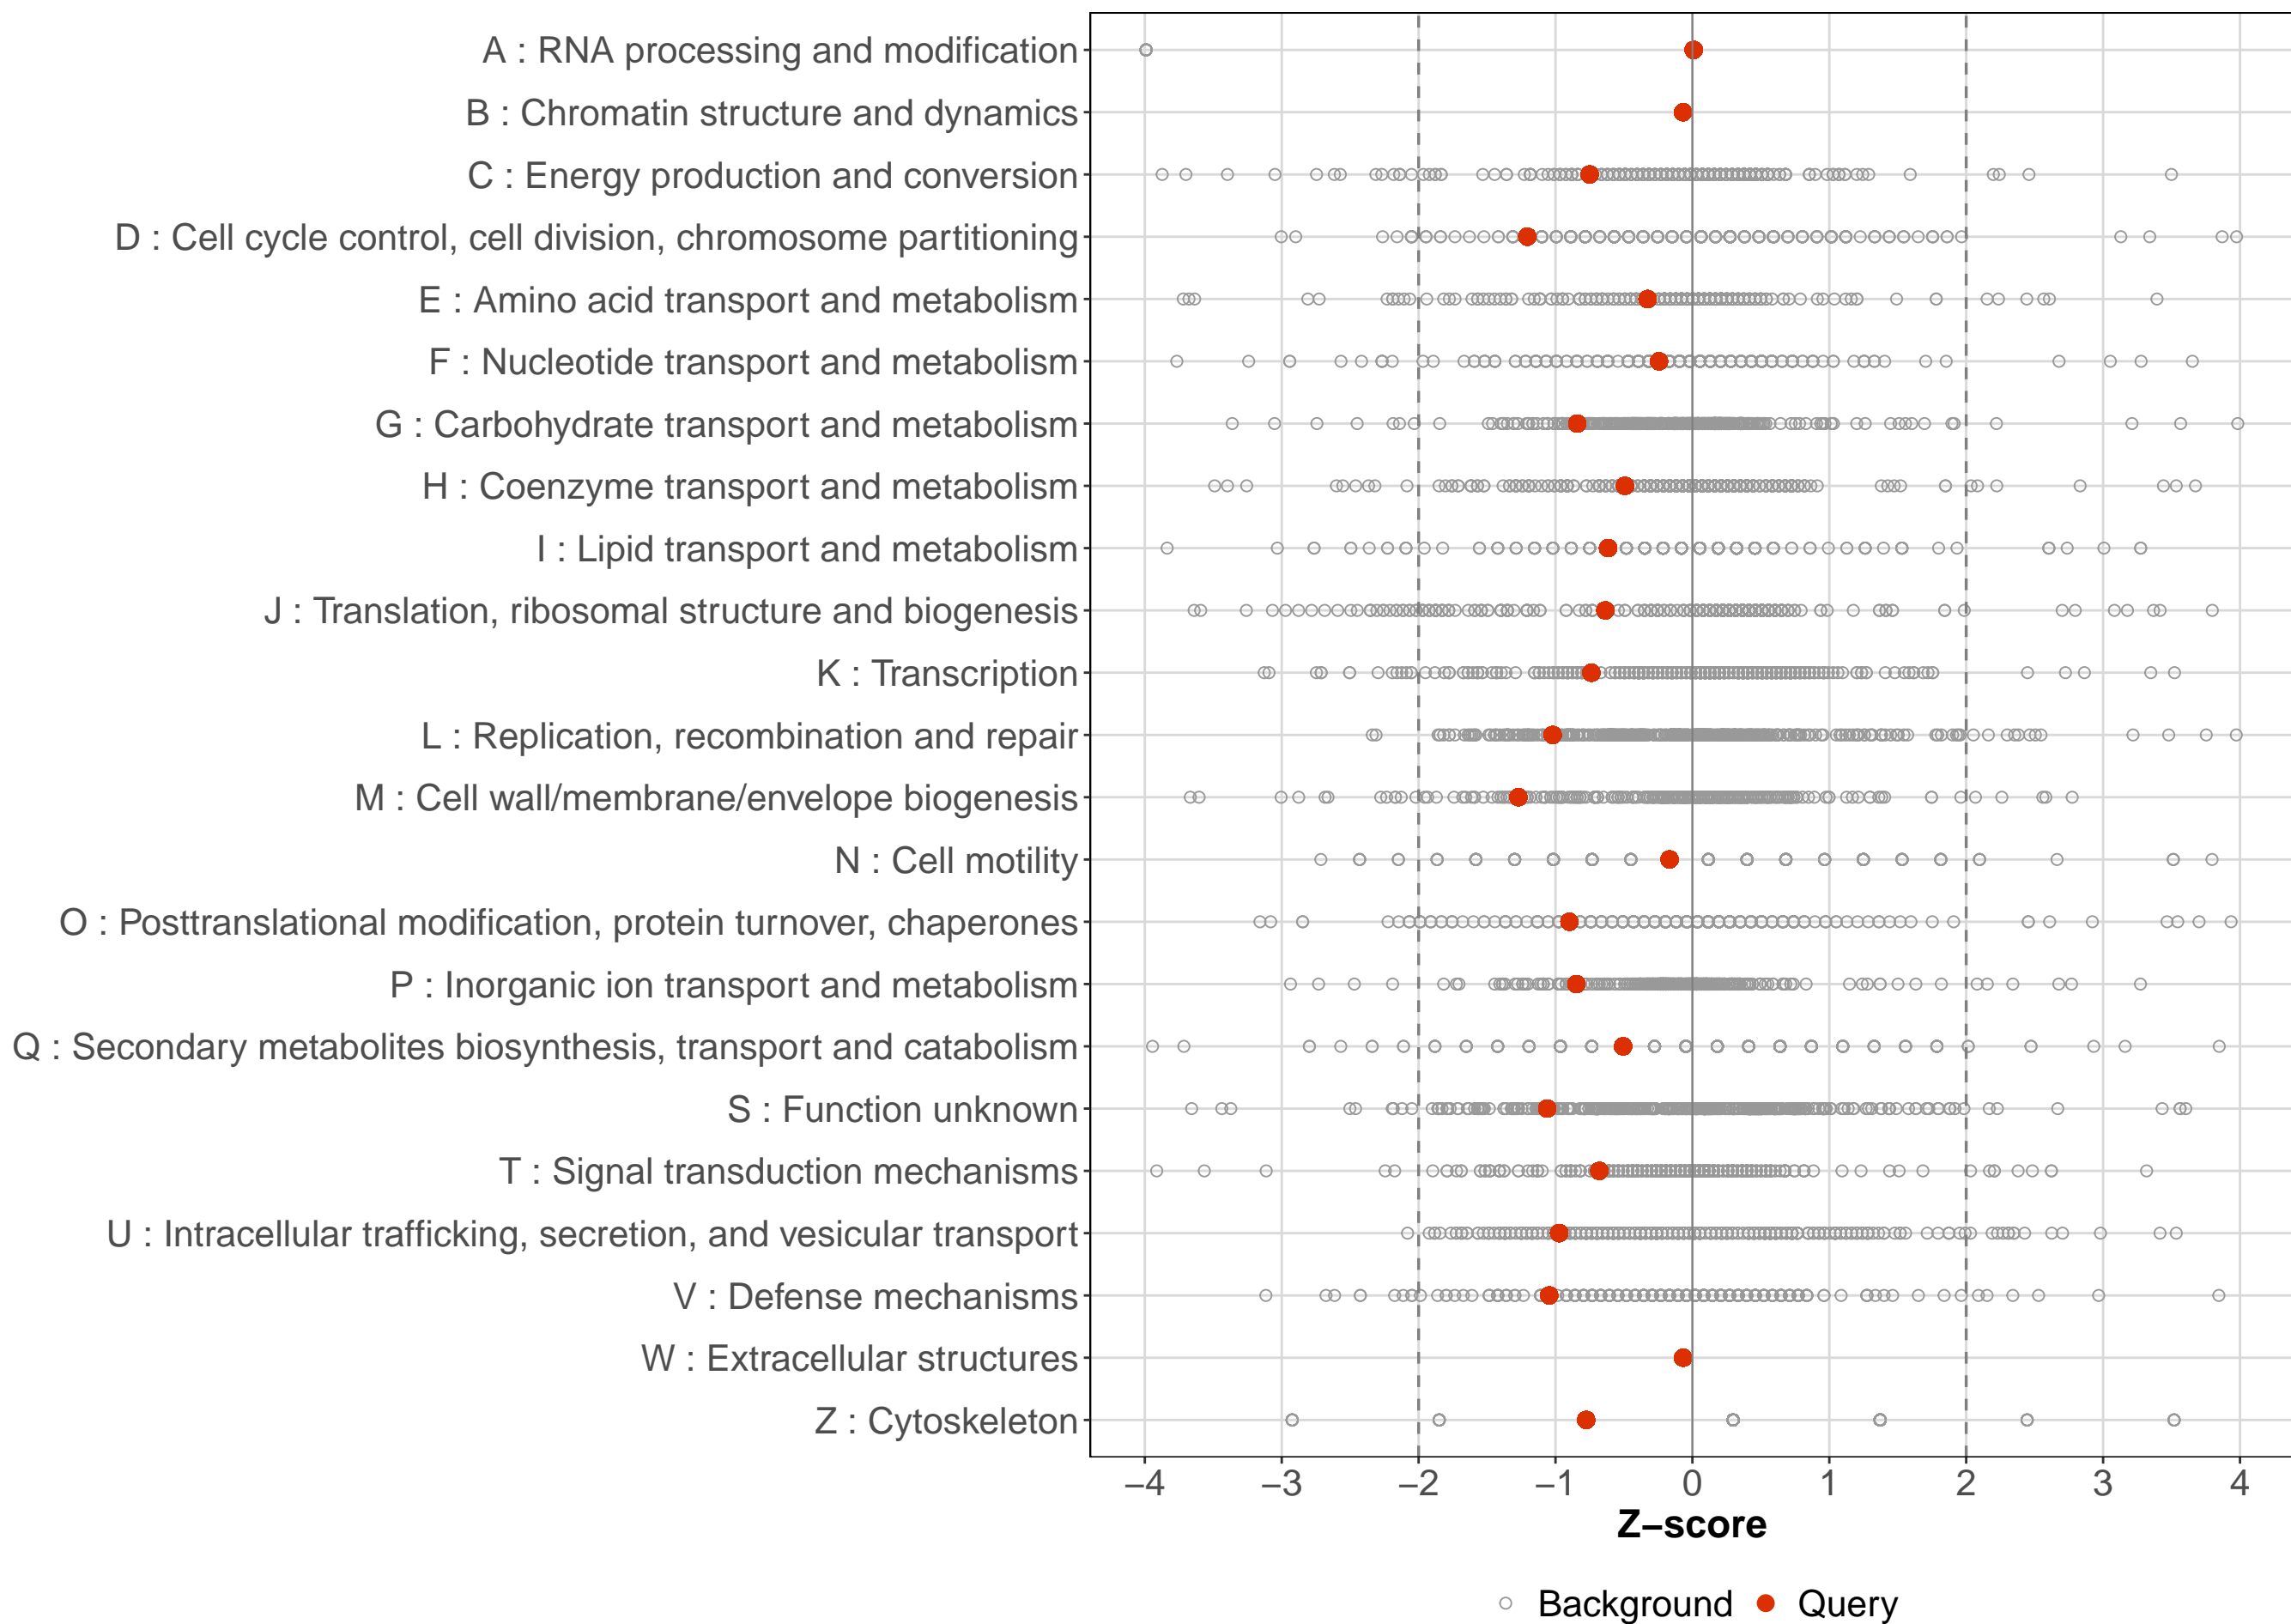 A : RNA processing and modification
B : Chromatin structure and dynamics
C : Energy production and conversion
D : Cell cycle control, cell division, chromosome partitioning
E : Amino acid transport and metabolism
F : Nucleotide transport and metabolism
G : Carbohydrate transport and metabolism
H : Coenzyme transport and metabolism
I : Lipid transport and metabolism
J : Translation, ribosomal structure and biogenesis
K : Transcription
L : Replication, recombination and repair
M : Cell wall/membrane/envelope biogenesis
N : Cell motility
O : Posttranslational modification, protein turnover, chaperones
P : Inorganic ion transport and metabolism
Q : Secondary metabolites biosynthesis, transport and catabolism
S : Function unknown
T : Signal transduction mechanisms
U : Intracellular trafficking, secretion, and vesicular transport
V : Defense mechanisms
W : Extracellular structures
Z : Cytoskeleton
−4 −3 −2 −1 0 1 2 3 4
Z−score
Background Query